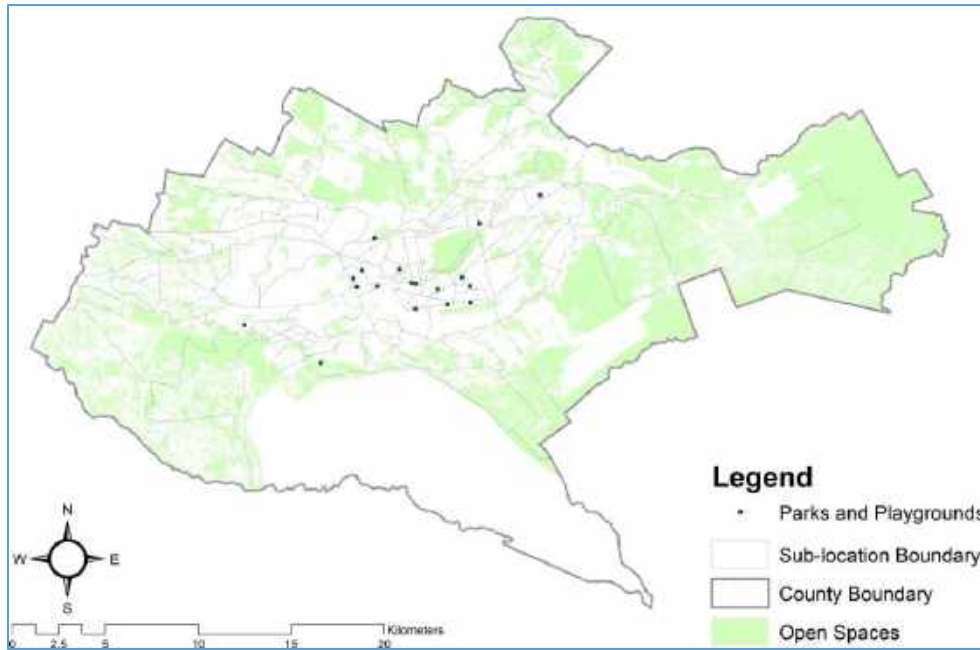 Legend
Parks and Playgrounds
Sub-location Boundary
County Boundary
Open Spaces
N
W E
S
Kilometers
0 2.5 5 10 15 20